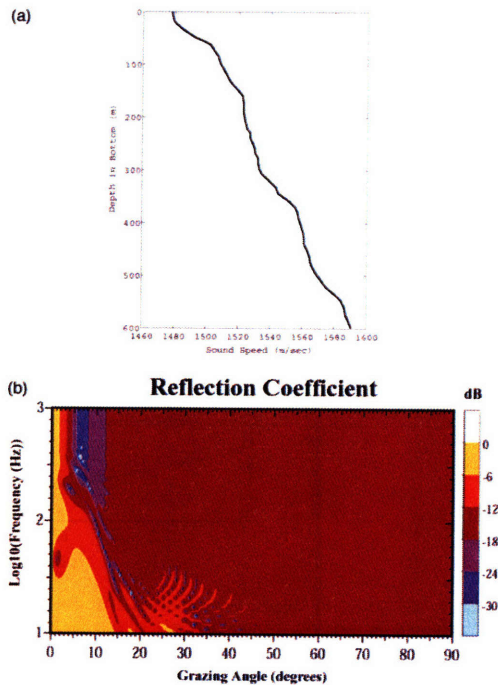 (a)
0
100
200
300
400
500
600
Depth in Bottom (m)
1460 1480 1500 1520 1540 1560 1580 1600
Sound Speed (m/sec)
(b)
Reflection Coefficient
dB
3
2
1
Log10(Frequency (Hz))
0
-6
-12
-18
-24
-30
0 10 20 30 40 50 60 70 80 90
Grazing Angle (degrees)